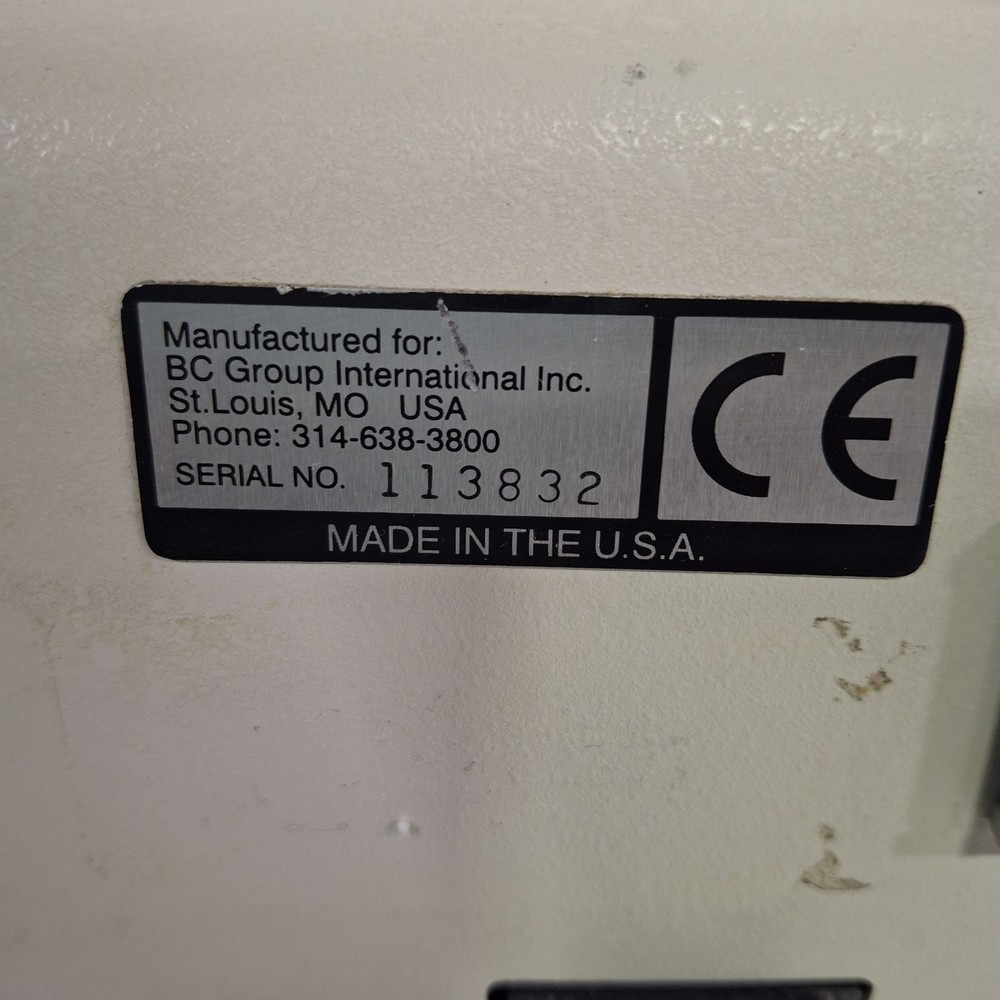 Manufactured for:
BC Group International Inc.
St.Louis, MO USA
Phone: 314-638-3800
SERIAL NO. 113832
MADE IN THE U.S.A.
CE